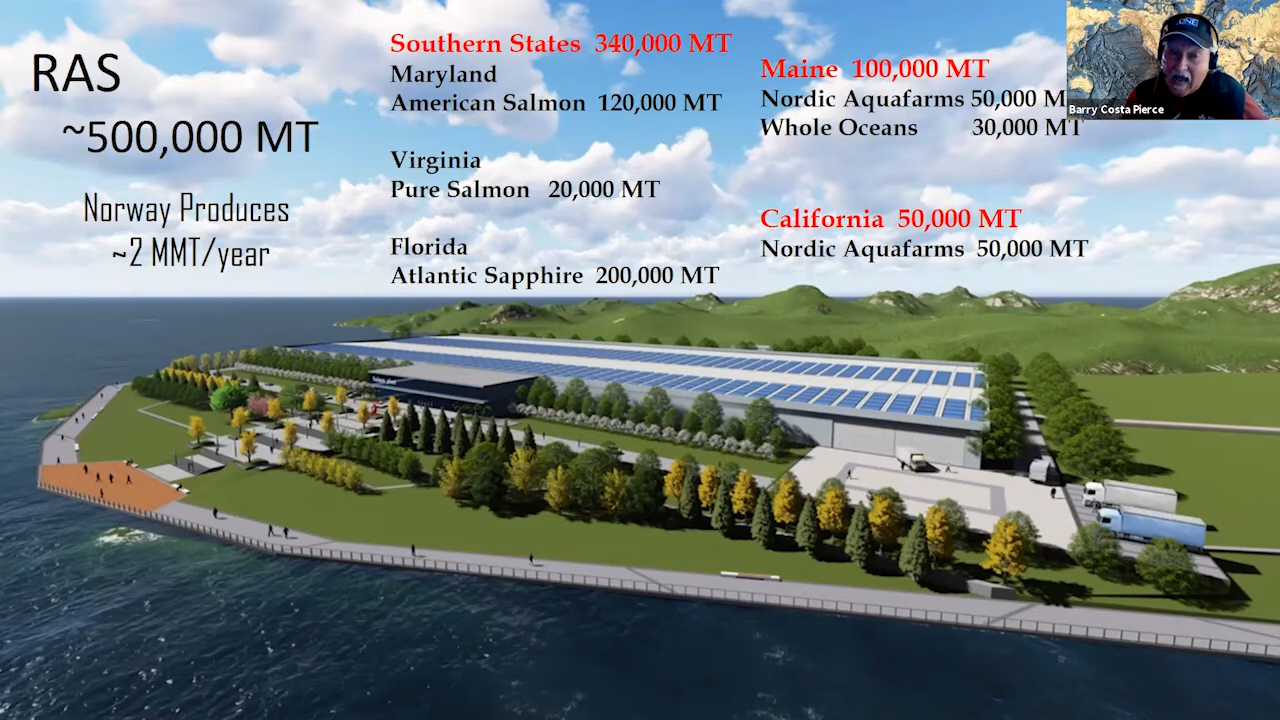 RAS
~500,000 MT
Norway Produces
~2 MMT/year
Southern States 340,000 MT
Maryland
American Salmon 120,000 MT
Virginia
Pure Salmon 20,000 MT
Florida
Atlantic Sapphire 200,000 MT
Maine 100,000 MT
Nordic Aquafarms 50,000 M
Whole Oceans 30,000 MT
California 50,000 MT
Nordic Aquafarms 50,000 MT
UNE
Barry Costa Pierce